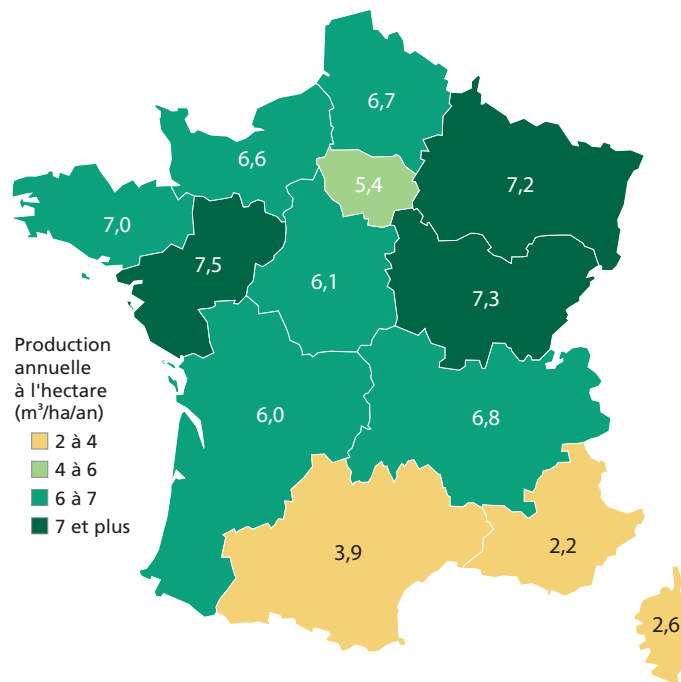 6,7
6,6
5,4
7,2
7,0
7,5
6,1
7,3
Production
annuelle
à l'hectare
(m³/ha/an)
2 à 4
4 à 6
6 à 7
7 et plus
6,0
6,8
3,9
2,2
2,6